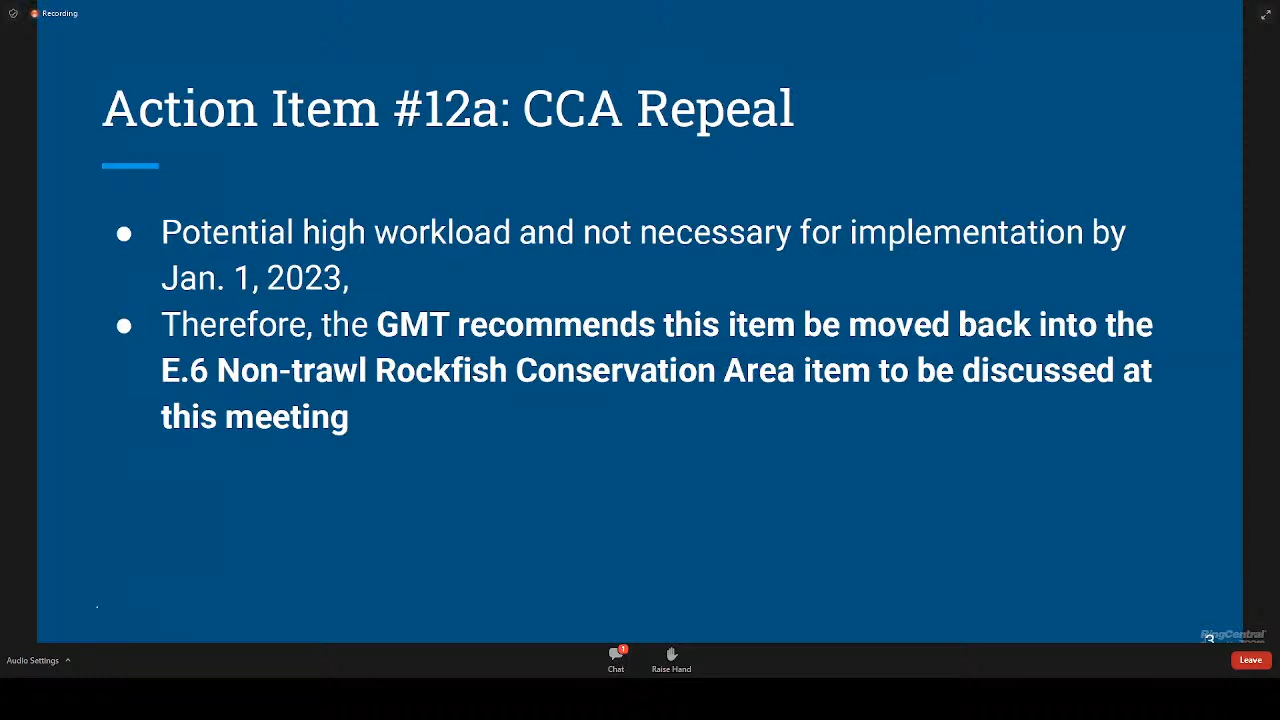 Recording
Action Item #12a: CCA Repeal
● Potential high workload and not necessary for implementation by
Jan. 1, 2023,
● Therefore, the GMT recommends this item be moved back into the
E.6 Non-trawl Rockfish Conservation Area item to be discussed at
this meeting
RingCentral
3
Audio Settings
1
Chat
Raise Hand
Leave